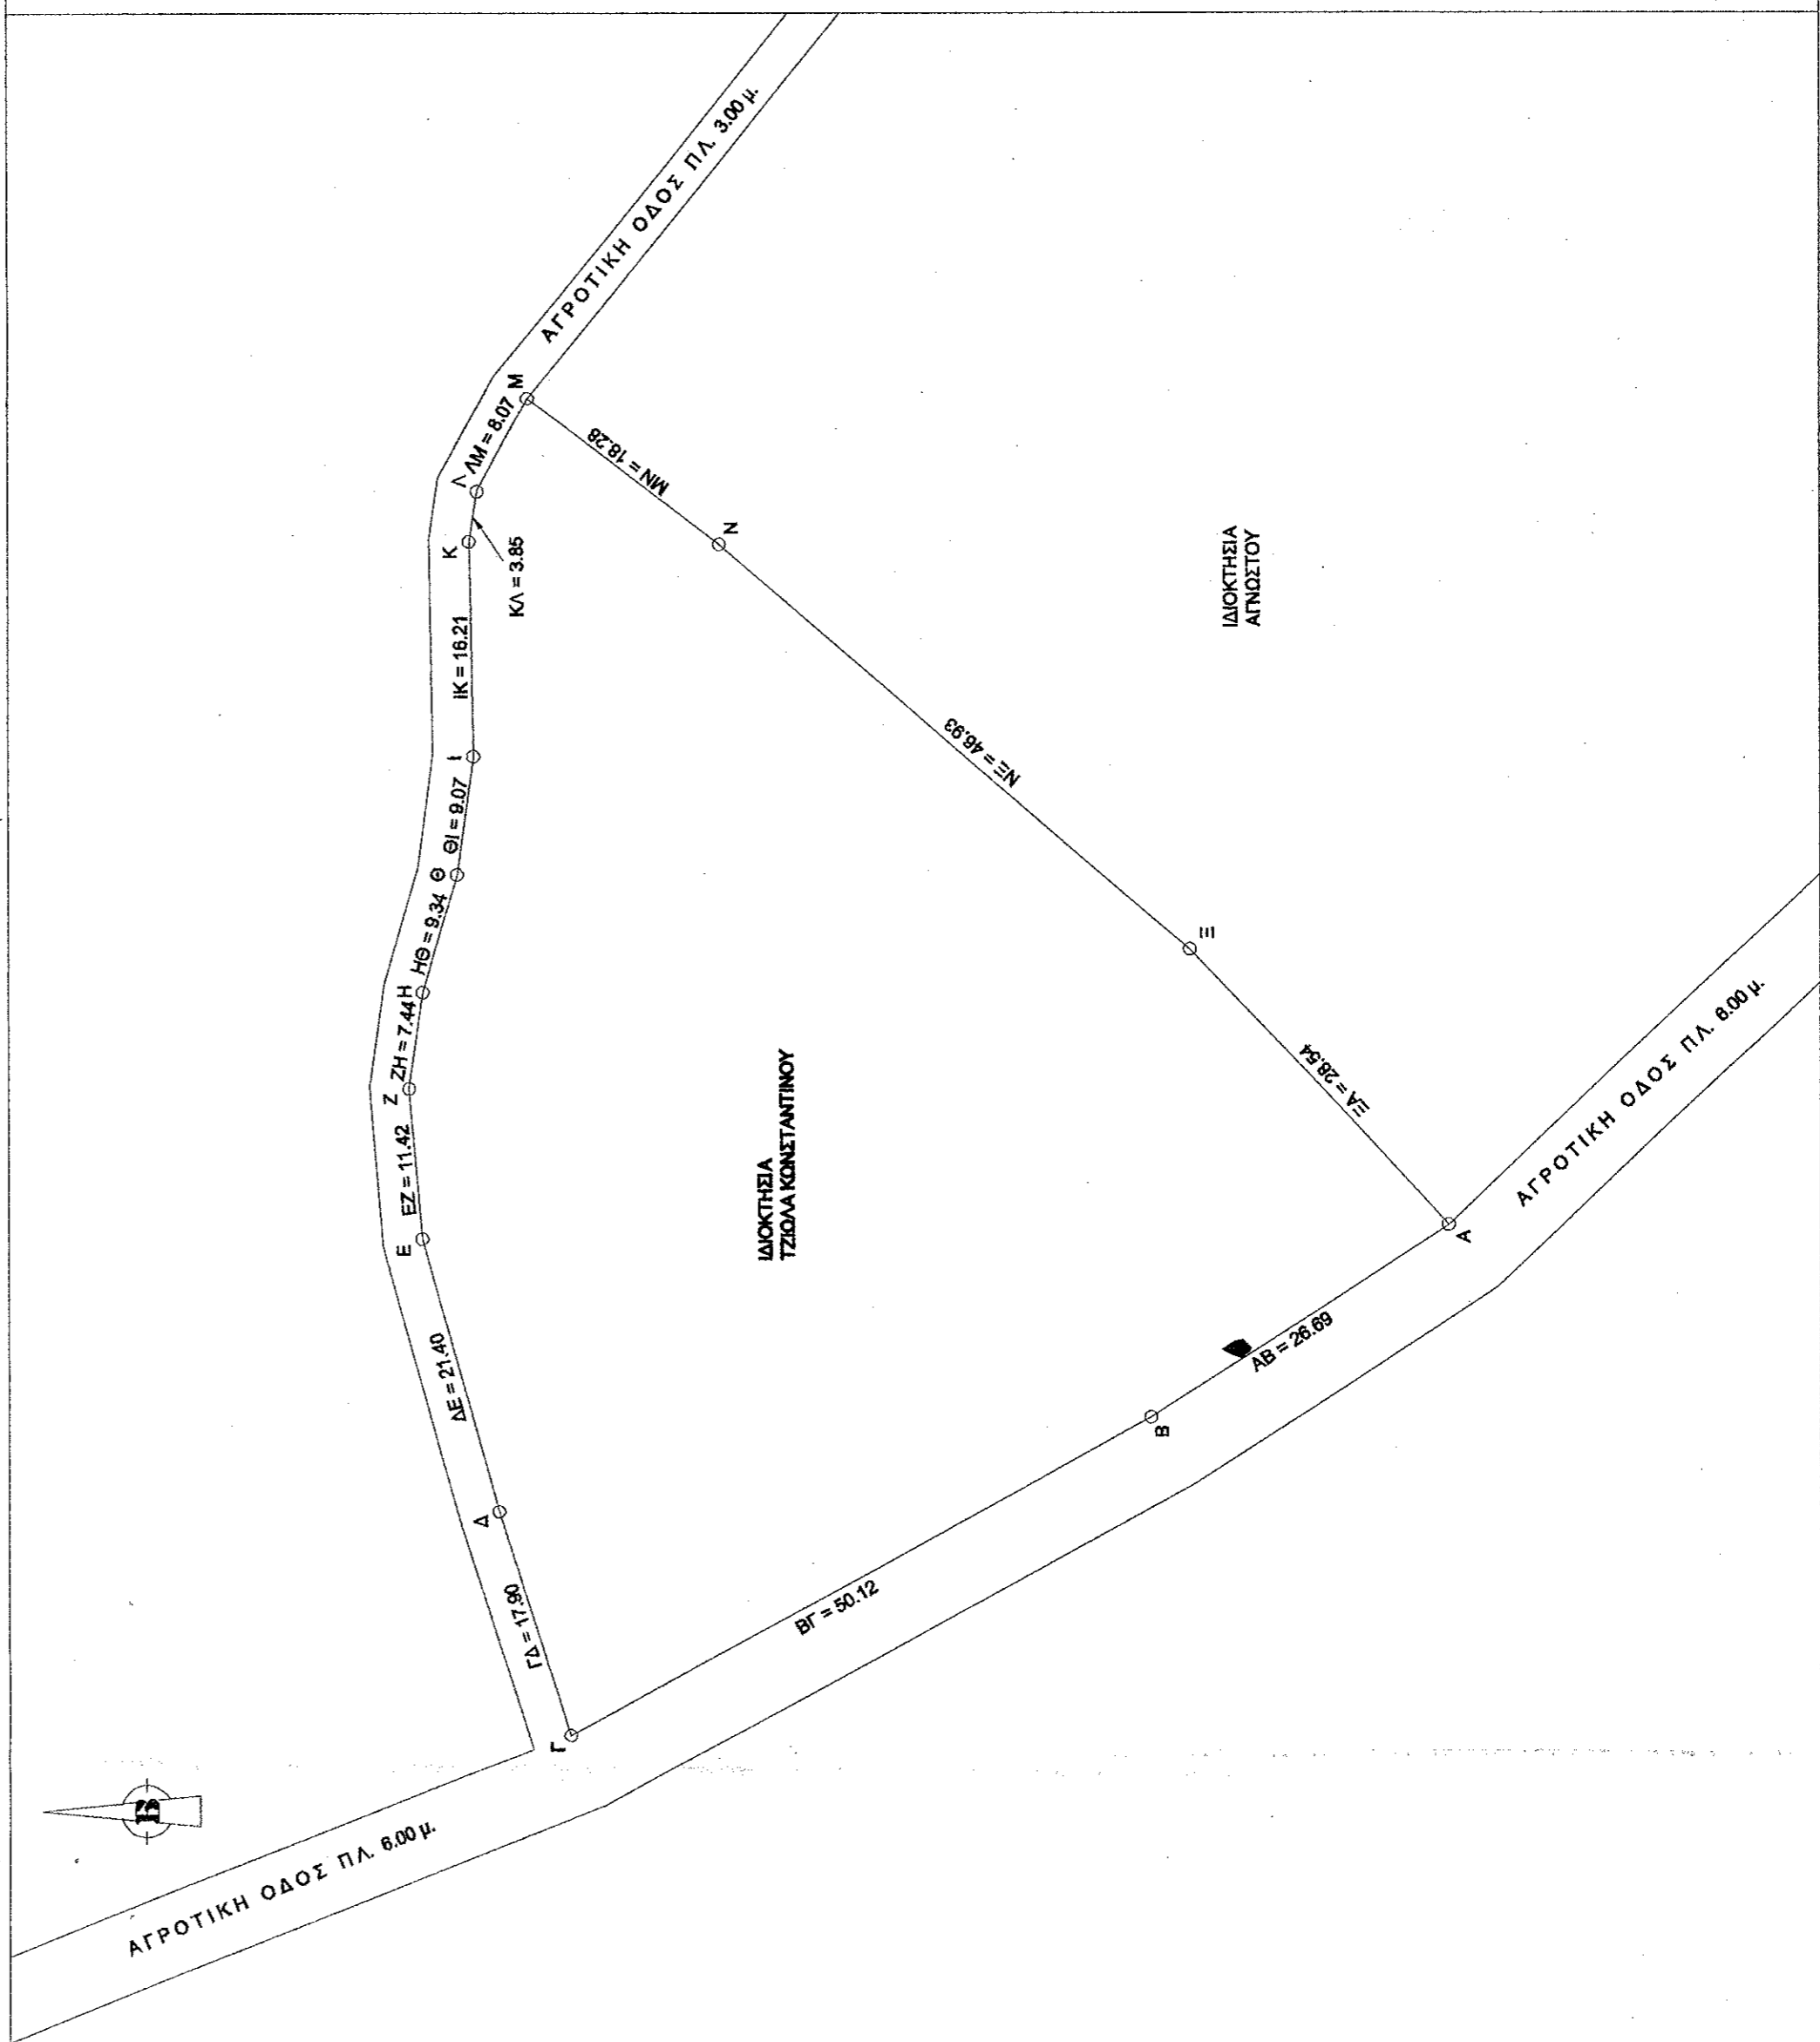 Β
ΑΓΡΟΤΙΚΗ ΟΔΟΣ ΠΛ. 6.00 μ.
Γ
ΓΔ = 17.90
Δ
ΔΕ = 21.40
Ε
ΕΖ = 11.42
Ζ
ΖΗ = 7.44
Η
ΗΘ = 9.34
Θ
ΘΙ = 9.07
Ι
ΙΚ = 16.21
Κ
ΚΛ = 3.85
Λ
ΛΜ = 8.07
Μ
ΑΓΡΟΤΙΚΗ ΟΔΟΣ ΠΛ. 3.00 μ.
ΜΝ = 18.28
Ν
ΝΞ = 46.93
Ξ
ΞΑ = 28.54
Α
ΑΒ = 26.69
Β
ΒΓ = 50.12
ΙΔΙΟΚΤΗΣΙΑ
ΤΖΙΟΛΑ ΚΩΝΣΤΑΝΤΙΝΟΥ
ΙΔΙΟΚΤΗΣΙΑ
ΑΓΝΩΣΤΟΥ
ΑΓΡΟΤΙΚΗ ΟΔΟΣ ΠΛ. 6.00 μ.